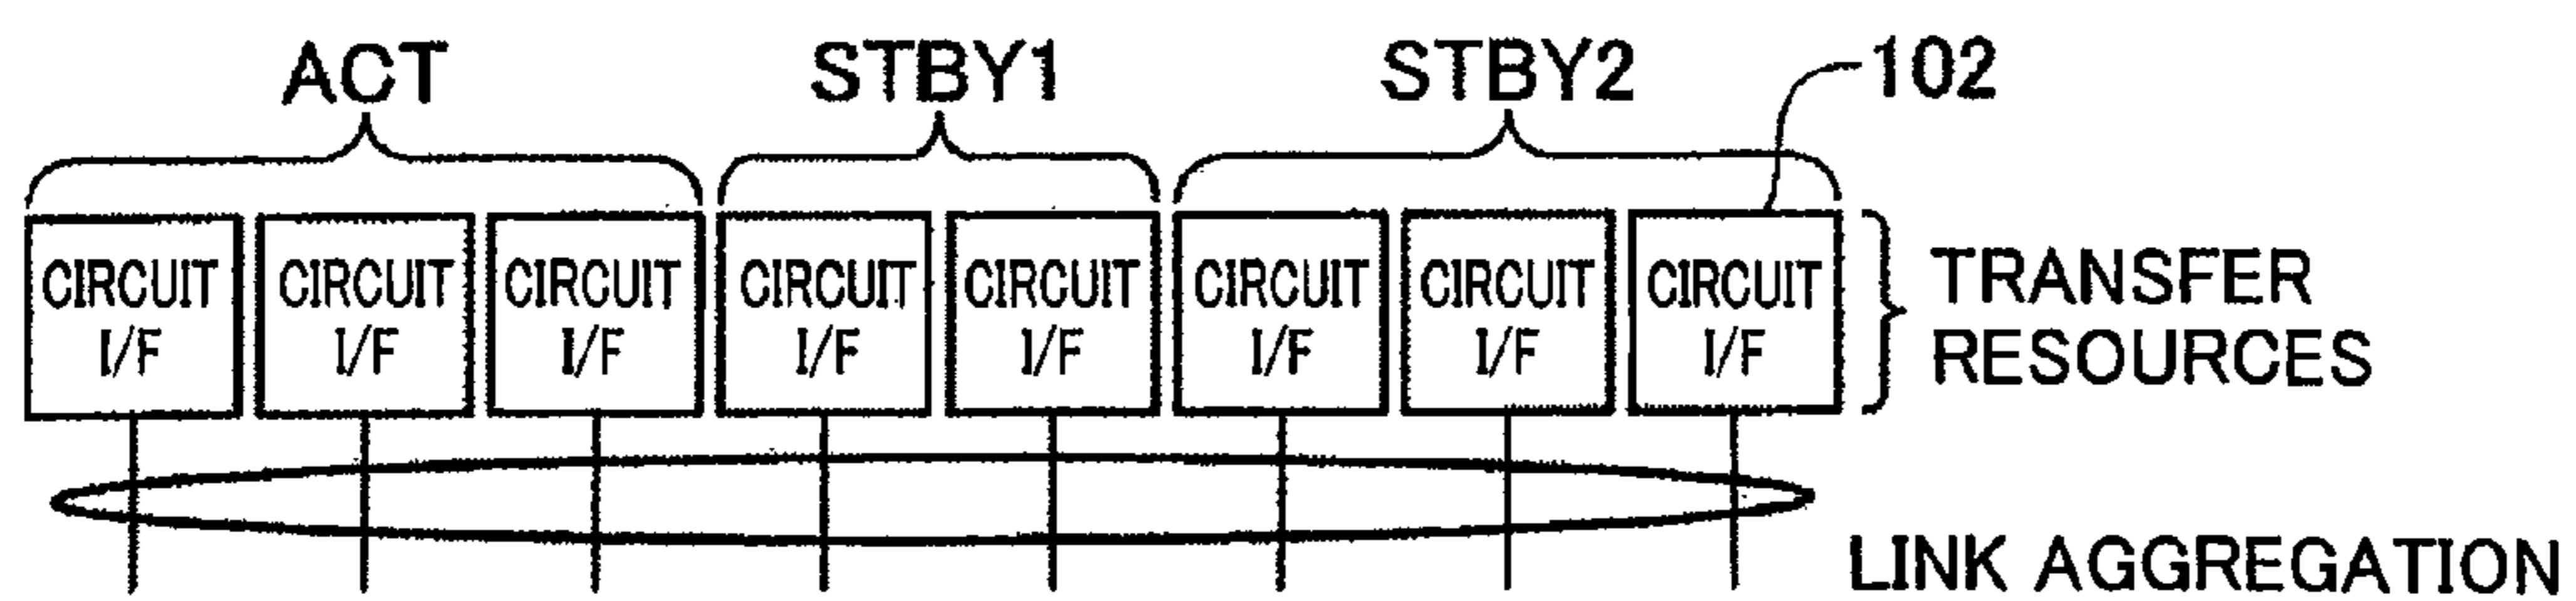 ACT
STBY1
STBY2
102
CIRCUIT
I/F
CIRCUIT
I/F
CIRCUIT
I/F
CIRCUIT
I/F
CIRCUIT
I/F
CIRCUIT
I/F
CIRCUIT
I/F
CIRCUIT
I/F
TRANSFER
RESOURCES
LINK AGGREGATION